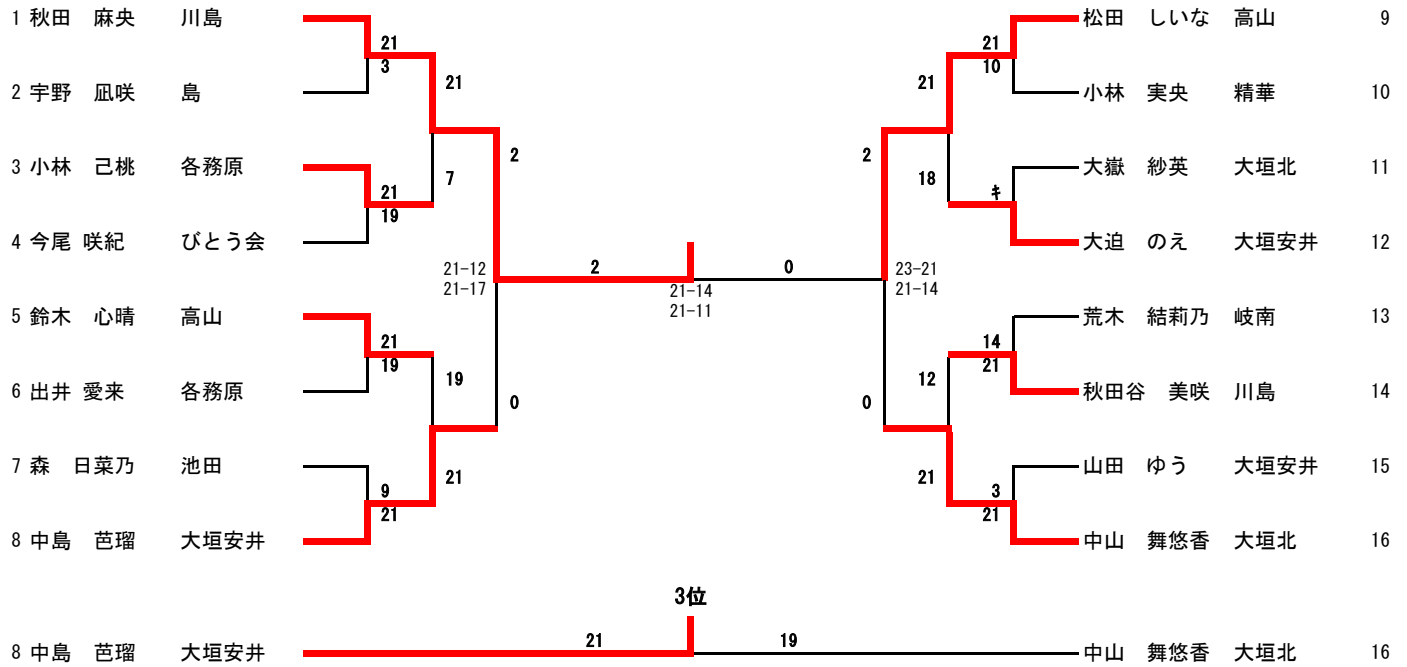 1 秋田　麻央　川島
松田　しいな　高山　9
21
3
21
10
2 宇野　凪咲　島
21
21
小林　実央　精華　10
3 小林　己桃　各務原
2
2
大嶽　紗英　大垣北　11
21
19
7
18
キ
4 今尾 咲紀　びとう会
大迫　のえ　大垣安井　12
21-12
21-17
2
21-14
21-11
0
23-21
21-14
5 鈴木　心晴　高山
荒木　結莉乃　岐南　13
21
19
14
21
6 出井 愛来　各務原
19
0
0
12
秋田谷　美咲　川島　14
7 森　日菜乃　池田
21
21
山田　ゆう　大垣安井　15
9
21
3
21
8 中島　芭瑠　大垣安井
中山　舞悠香　大垣北　16
3位
8 中島　芭瑠　大垣安井
21
19
中山　舞悠香　大垣北　16